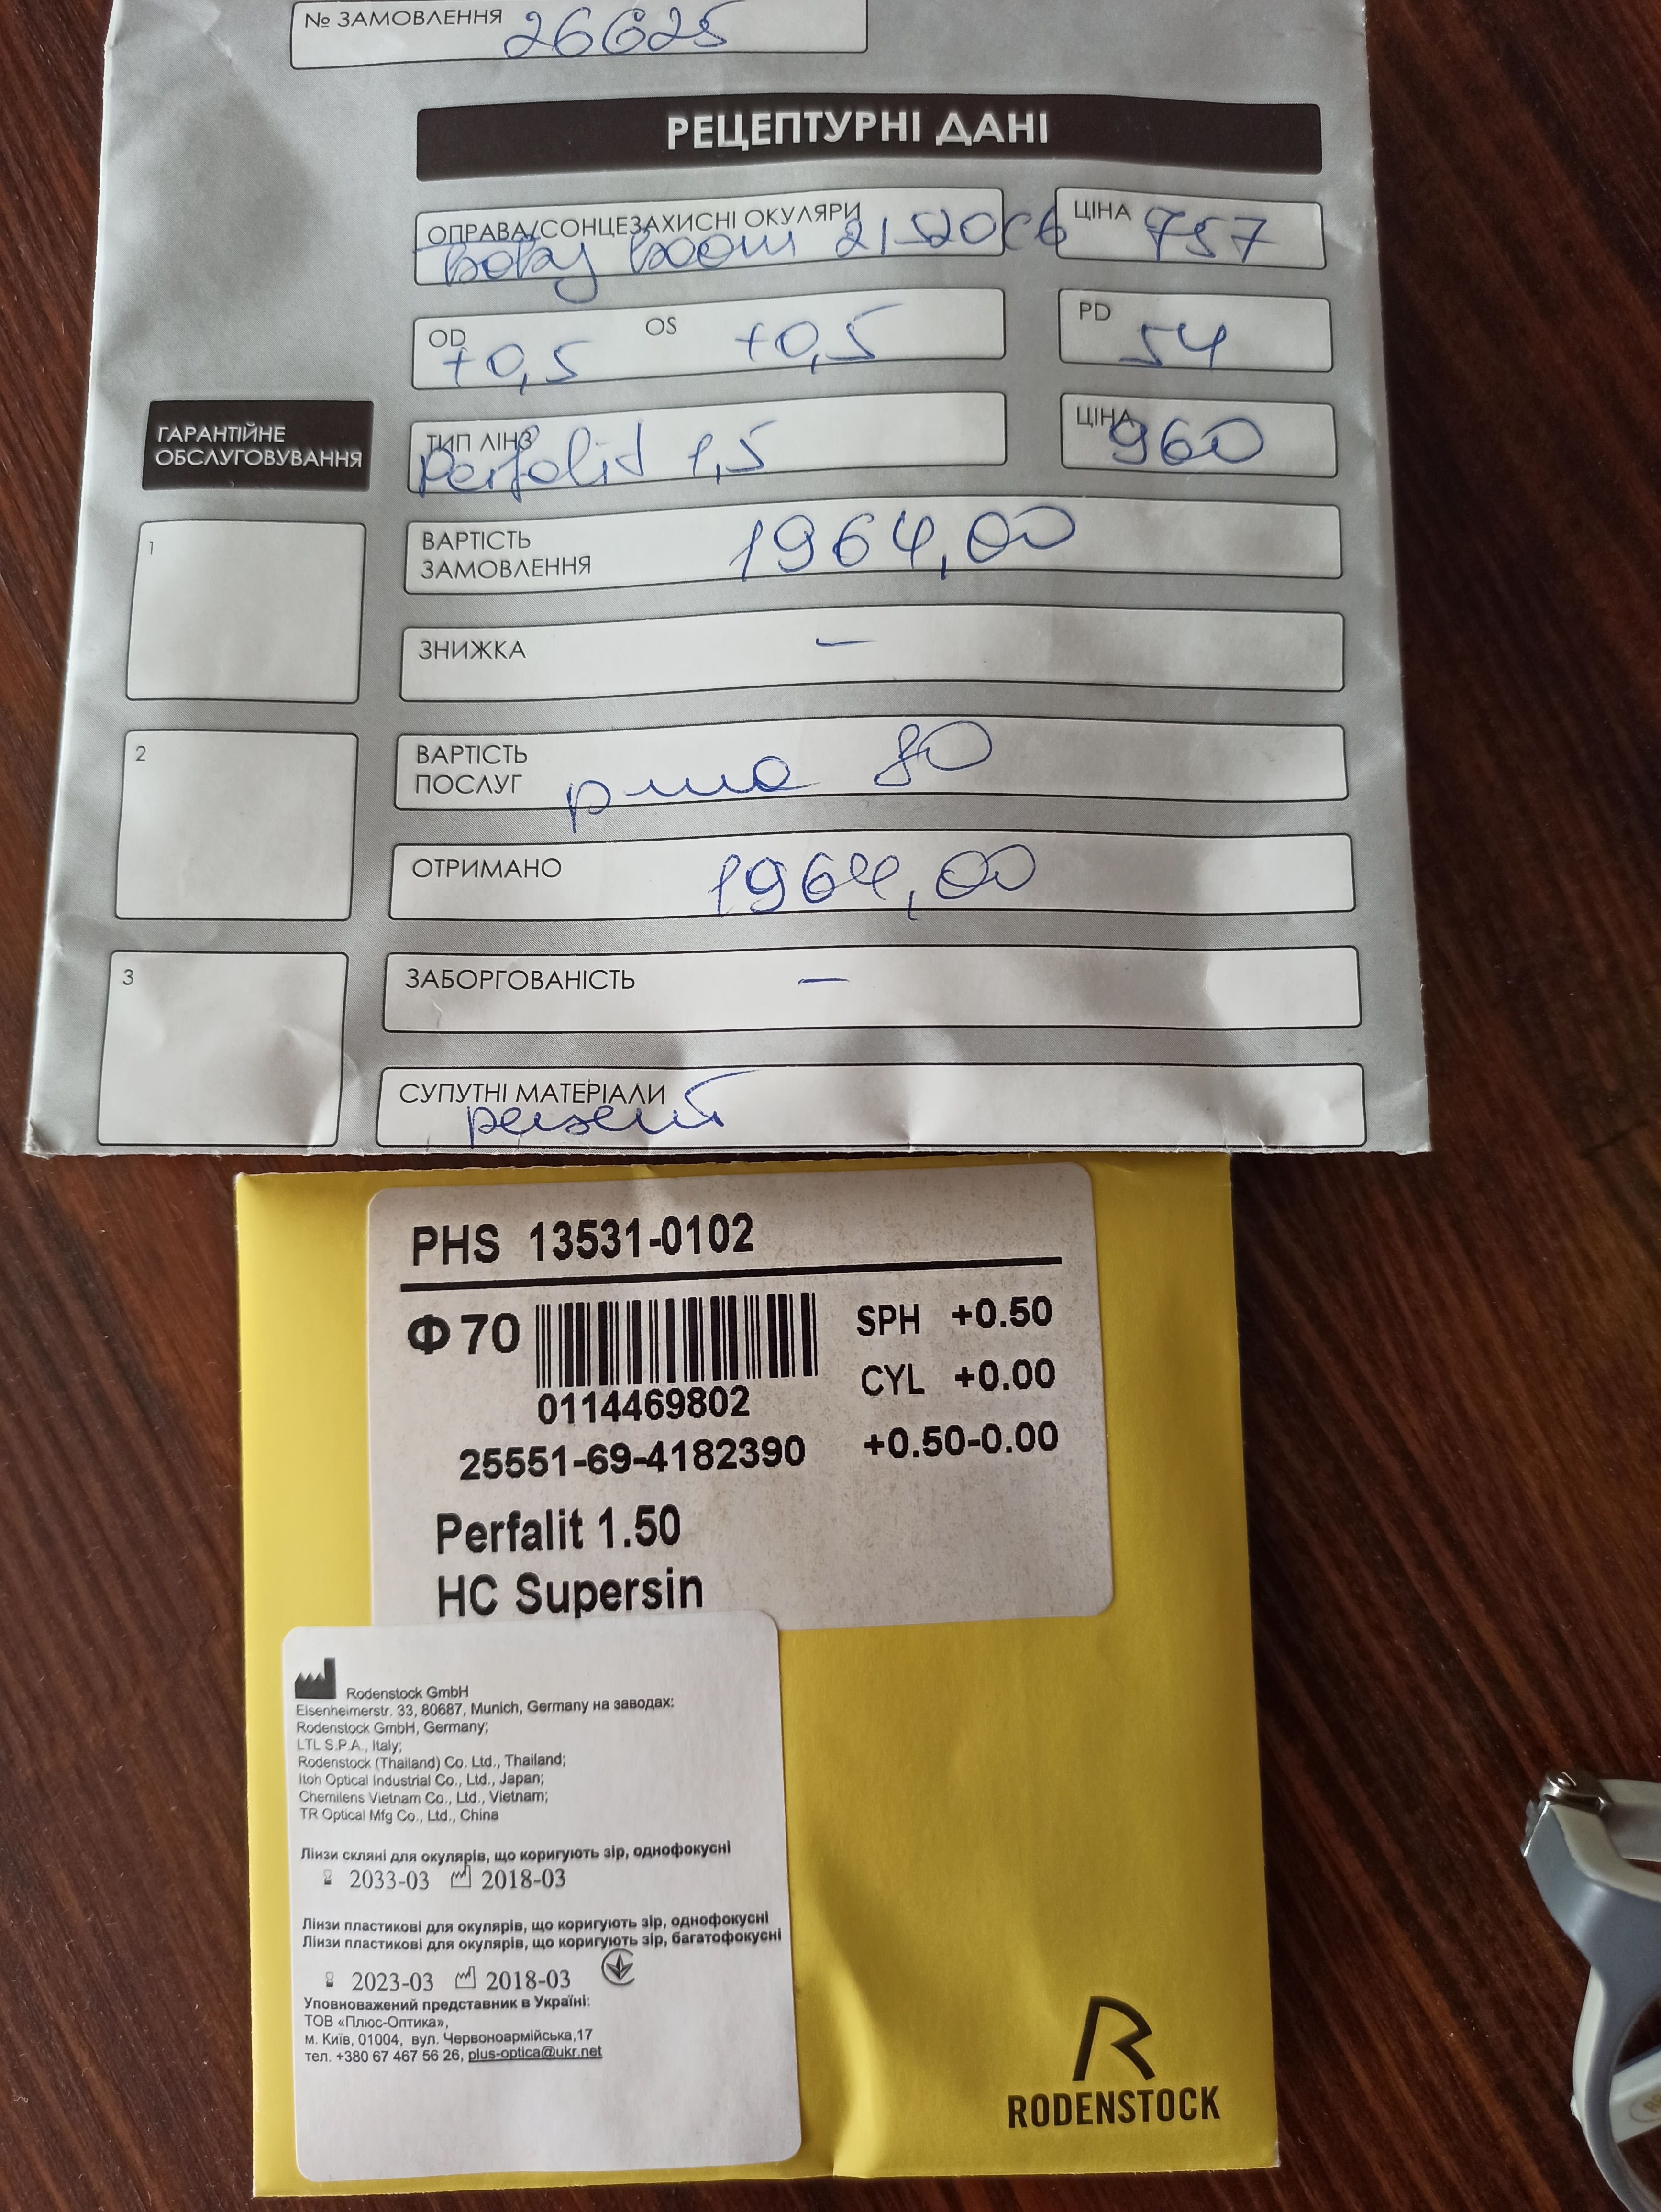 № ЗАМОВЛЕННЯ 26625
РЕЦЕПТУРНІ ДАНІ
ОПРАВА/СОНЦЕЗАХИСНІ ОКУЛЯРИ
ЦІНА 757
OD +0,5 OS +0,5
PD 54
ГАРАНТІЙНЕ
ОБСЛУГОВУВАННЯ
ТИП ЛІНЗ Perfalit 1,5
ЦІНА 960
1
ВАРТІСТЬ
ЗАМОВЛЕННЯ 1964,00
ЗНИЖКА –
2
ВАРТІСТЬ
ПОСЛУГ 80
ОТРИМАНО 1964,00
3
ЗАБОРГОВАНІСТЬ –
СУПУТНІ МАТЕРІАЛИ
PHS 13531-0102
Φ 70
0114469802
25551-69-4182390
SPH +0.50
CYL +0.00
+0.50-0.00
Perfalit 1.50
HC Supersin
Rodenstock GmbH
Elsenheimerstr. 33, 80687, Munich, Germany на заводах:
Rodenstock GmbH, Germany;
LTL S.P.A., Italy;
Rodenstock (Thailand) Co. Ltd., Thailand;
Itoh Optical Industrial Co., Ltd., Japan;
Chemilens Vietnam Co., Ltd., Vietnam;
TR Optical Mfg Co., Ltd., China
Лінзи скляні для окулярів, що коригують зір, однофокусні
2033-03 2018-03
Лінзи пластикові для окулярів, що коригують зір, однофокусні
Лінзи пластикові для окулярів, що коригують зір, багатофокусні
2023-03 2018-03
Уповноважений представник в Україні:
ТОВ «Плюс-Оптика»,
м. Київ, 01004, вул. Червоноармійська,17
тел. +380 67 467 56 26, plus-optica@ukr.net
RODENSTOCK